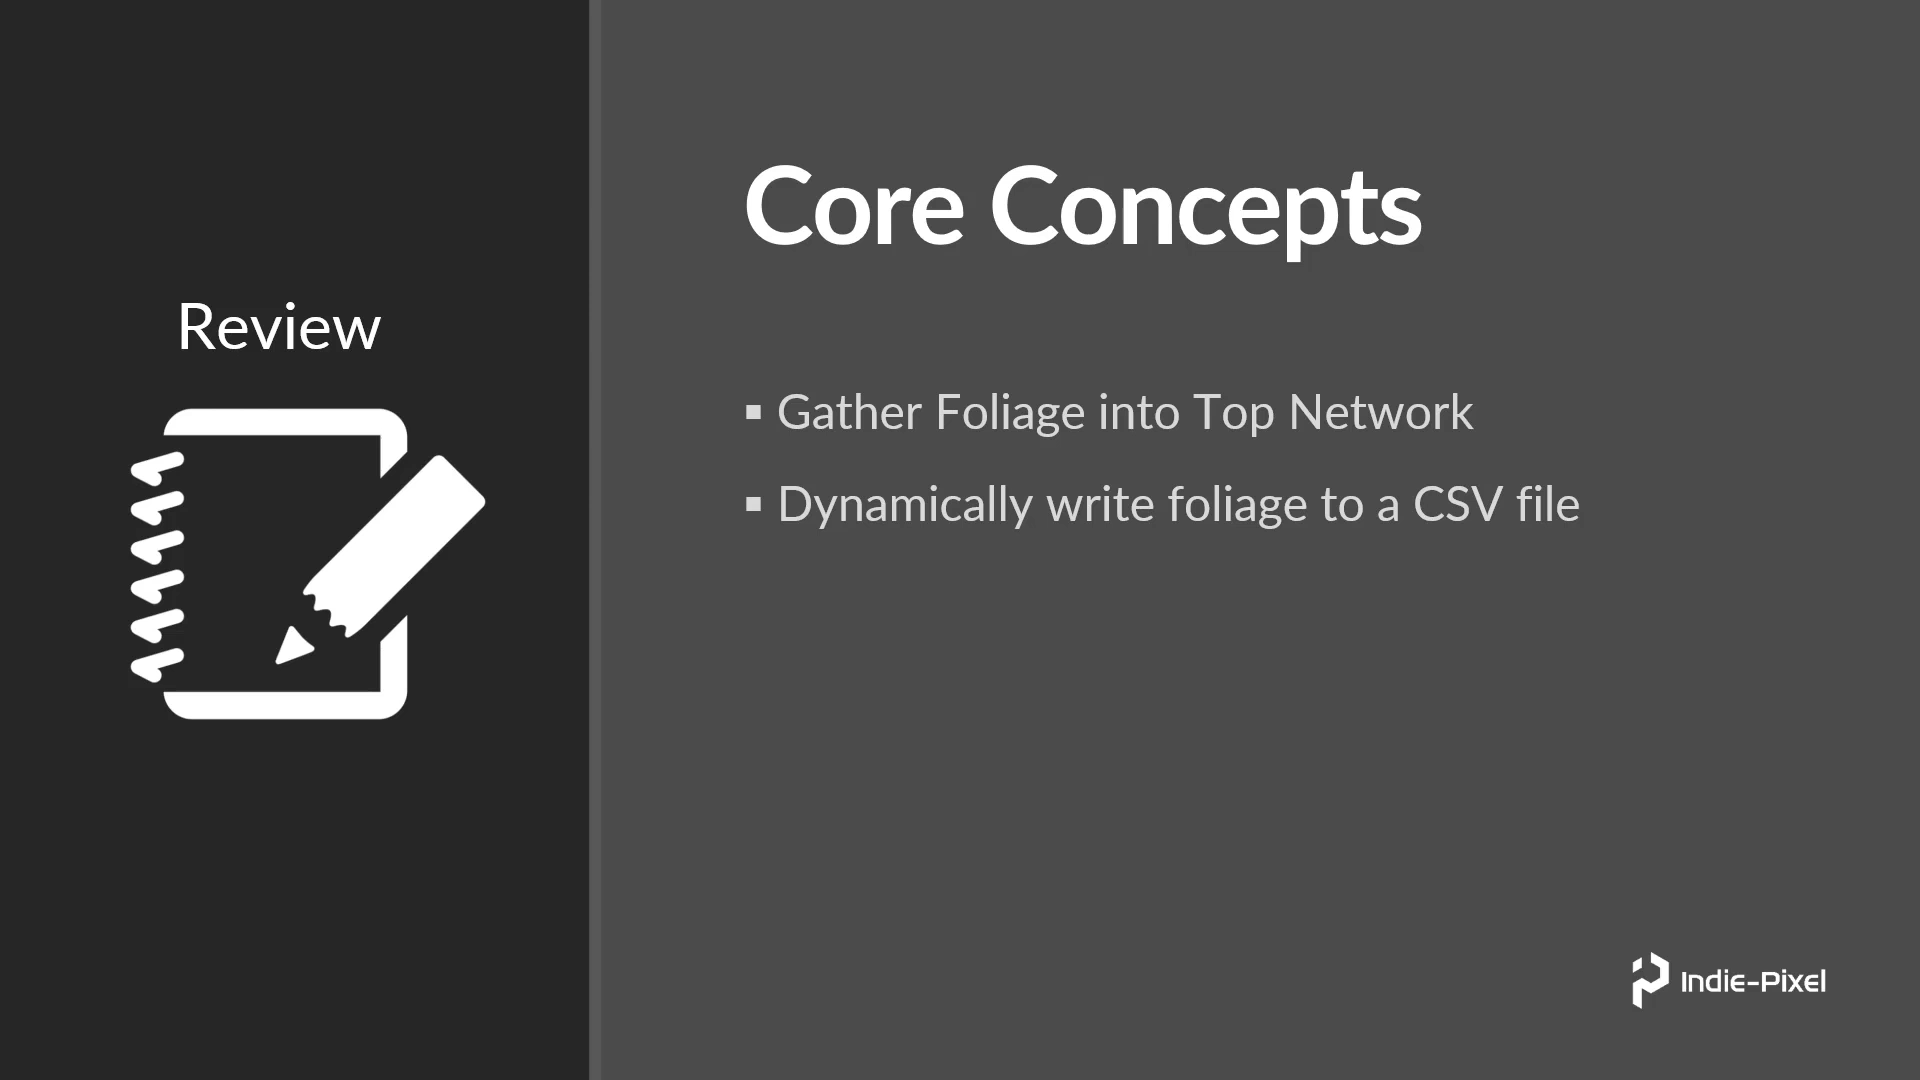 Review
Core Concepts
▪ Gather Foliage into Top Network
▪ Dynamically write foliage to a CSV file
Indie-Pixel